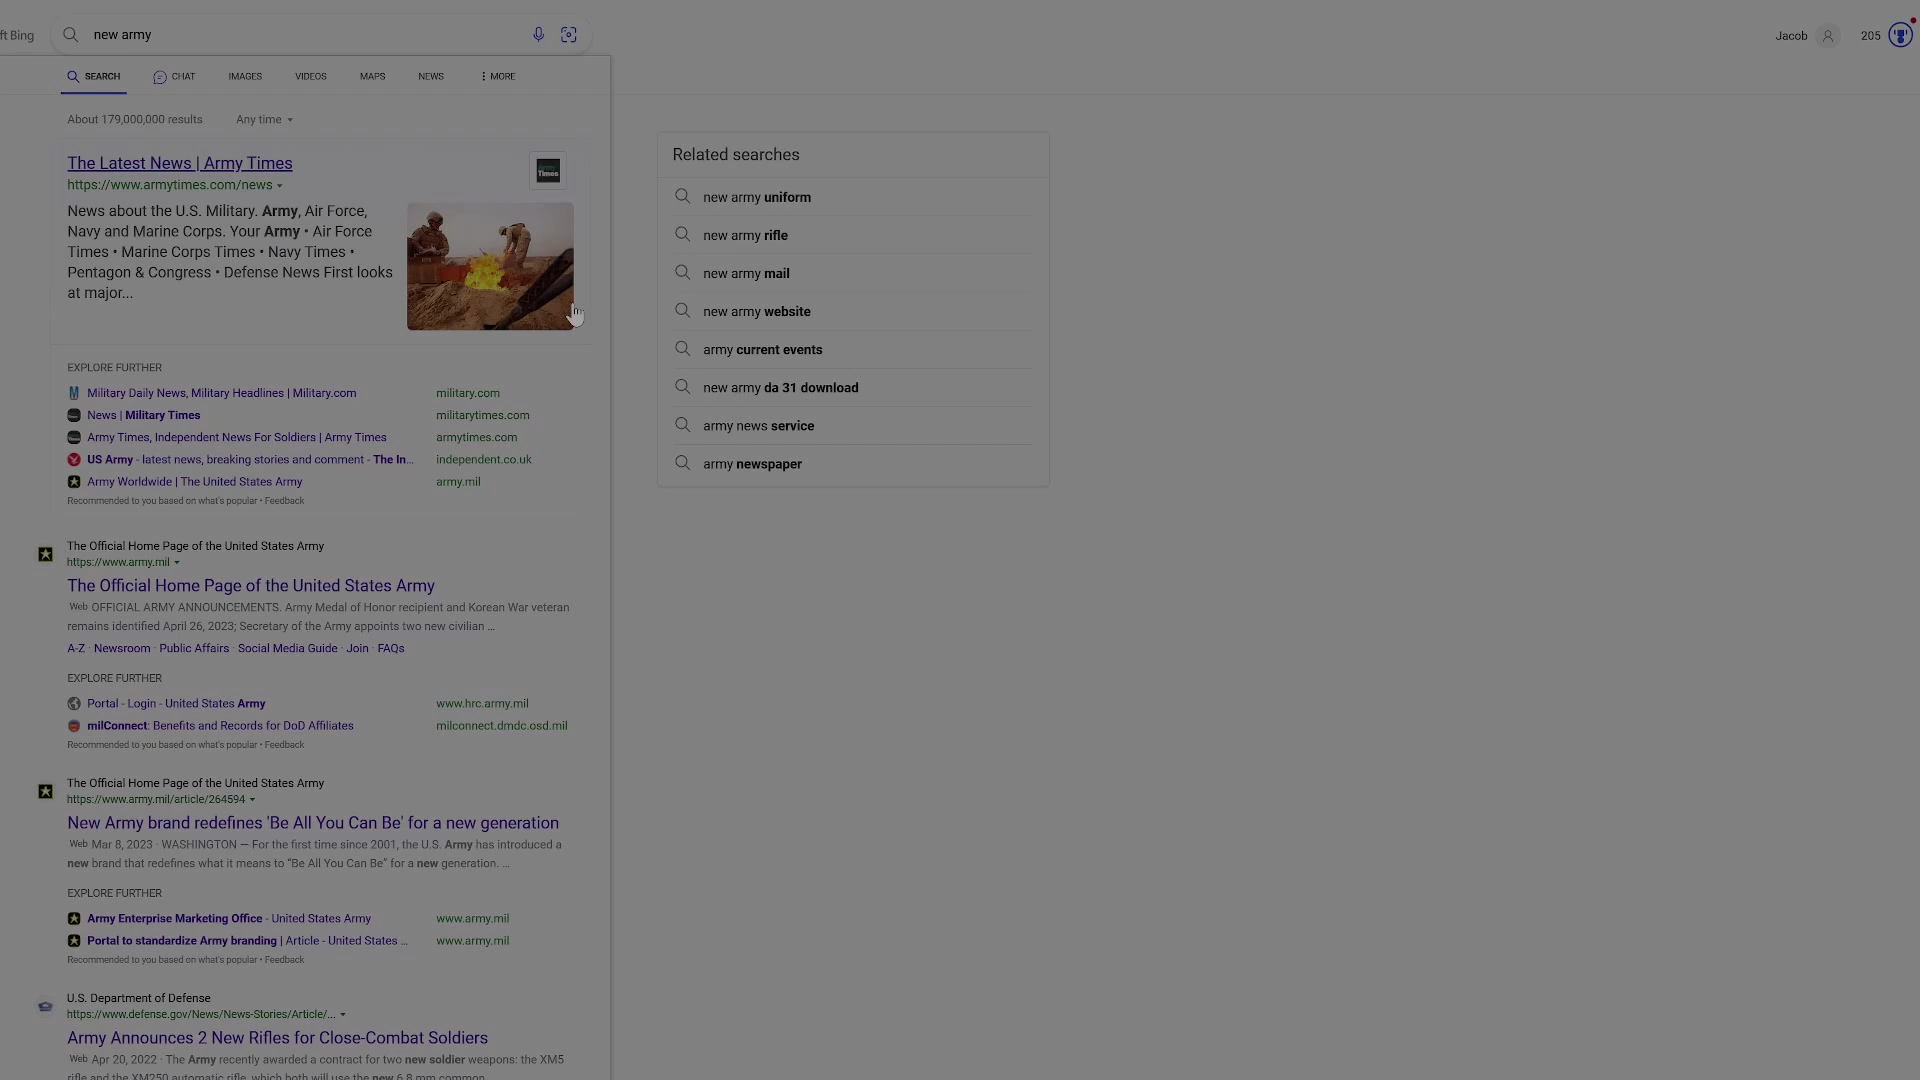 ft Bing
new army
Jacob
205
SEARCH
CHAT
IMAGES
VIDEOS
MAPS
NEWS
MORE
About 179,000,000 results
Any time
The Latest News | Army Times
https://www.armytimes.com/news
Times
News about the U.S. Military. Army, Air Force,
Navy and Marine Corps. Your Army • Air Force
Times • Marine Corps Times • Navy Times •
Pentagon & Congress • Defense News First looks
at major...
EXPLORE FURTHER
Military Daily News, Military Headlines | Military.com military.com
News | Military Times militarytimes.com
Army Times, Independent News For Soldiers | Army Times armytimes.com
US Army - latest news, breaking stories and comment - The In... independent.co.uk
Army Worldwide | The United States Army army.mil
Recommended to you based on what's popular • Feedback
The Official Home Page of the United States Army
https://www.army.mil
The Official Home Page of the United States Army
Web OFFICIAL ARMY ANNOUNCEMENTS. Army Medal of Honor recipient and Korean War veteran
remains identified April 26, 2023; Secretary of the Army appoints two new civilian ...
A-Z · Newsroom · Public Affairs · Social Media Guide · Join · FAQs
EXPLORE FURTHER
Portal - Login - United States Army www.hrc.army.mil
milConnect: Benefits and Records for DoD Affiliates milconnect.dmdc.osd.mil
Recommended to you based on what's popular • Feedback
The Official Home Page of the United States Army
https://www.army.mil/article/264594
New Army brand redefines 'Be All You Can Be' for a new generation
Web Mar 8, 2023 · WASHINGTON — For the first time since 2001, the U.S. Army has introduced a
new brand that redefines what it means to “Be All You Can Be” for a new generation. ...
EXPLORE FURTHER
Army Enterprise Marketing Office - United States Army www.army.mil
Portal to standardize Army branding | Article - United States ... www.army.mil
Recommended to you based on what's popular • Feedback
U.S. Department of Defense
https://www.defense.gov/News/News-Stories/Article/...
Army Announces 2 New Rifles for Close-Combat Soldiers
Web Apr 20, 2022 · The Army recently awarded a contract for two new soldier weapons: the XM5
rifle and the XM250 automatic rifle, which both will use the new 6.8 mm common
Related searches
new army uniform
new army rifle
new army mail
new army website
army current events
new army da 31 download
army news service
army newspaper